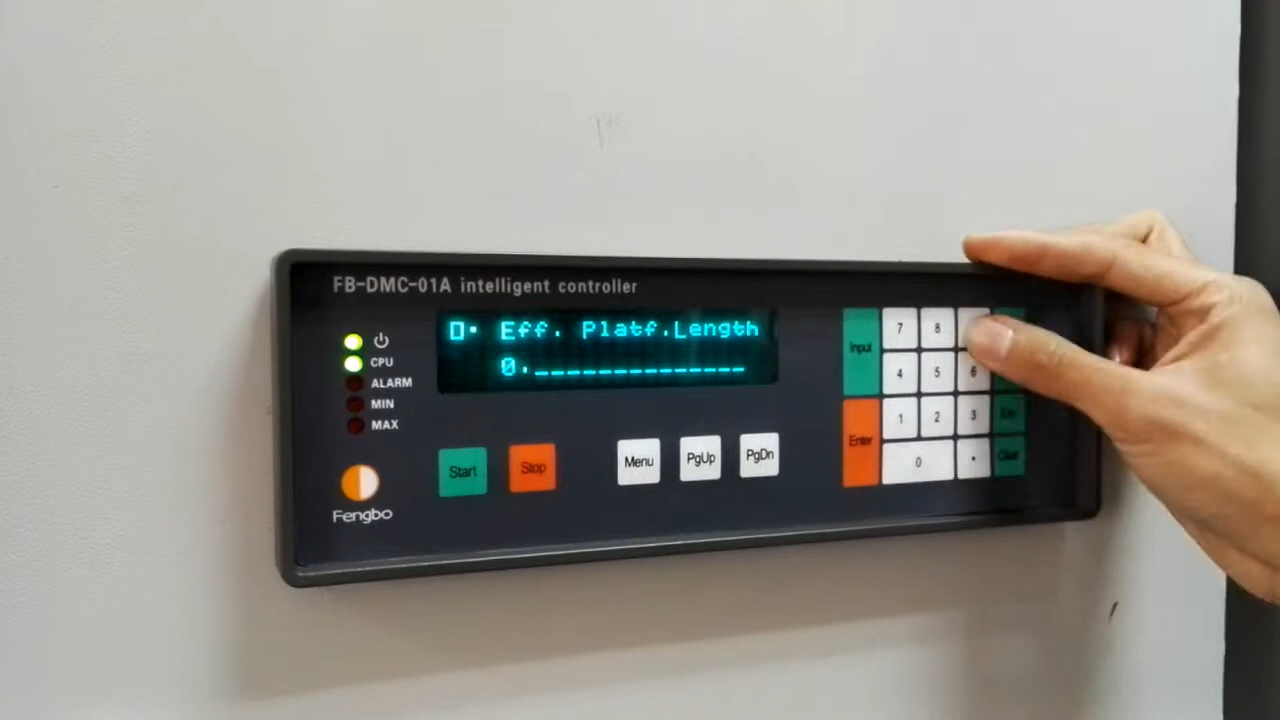 FB-DMC-01A intelligent controller
0. Eff. Platf.Length
0.______________
CPU
ALARM
MIN
MAX
Fengbo
Start
Stop
Menu
PgUp
PgDn
Input
7
8
4
5
6
Enter
1
2
3
0
.